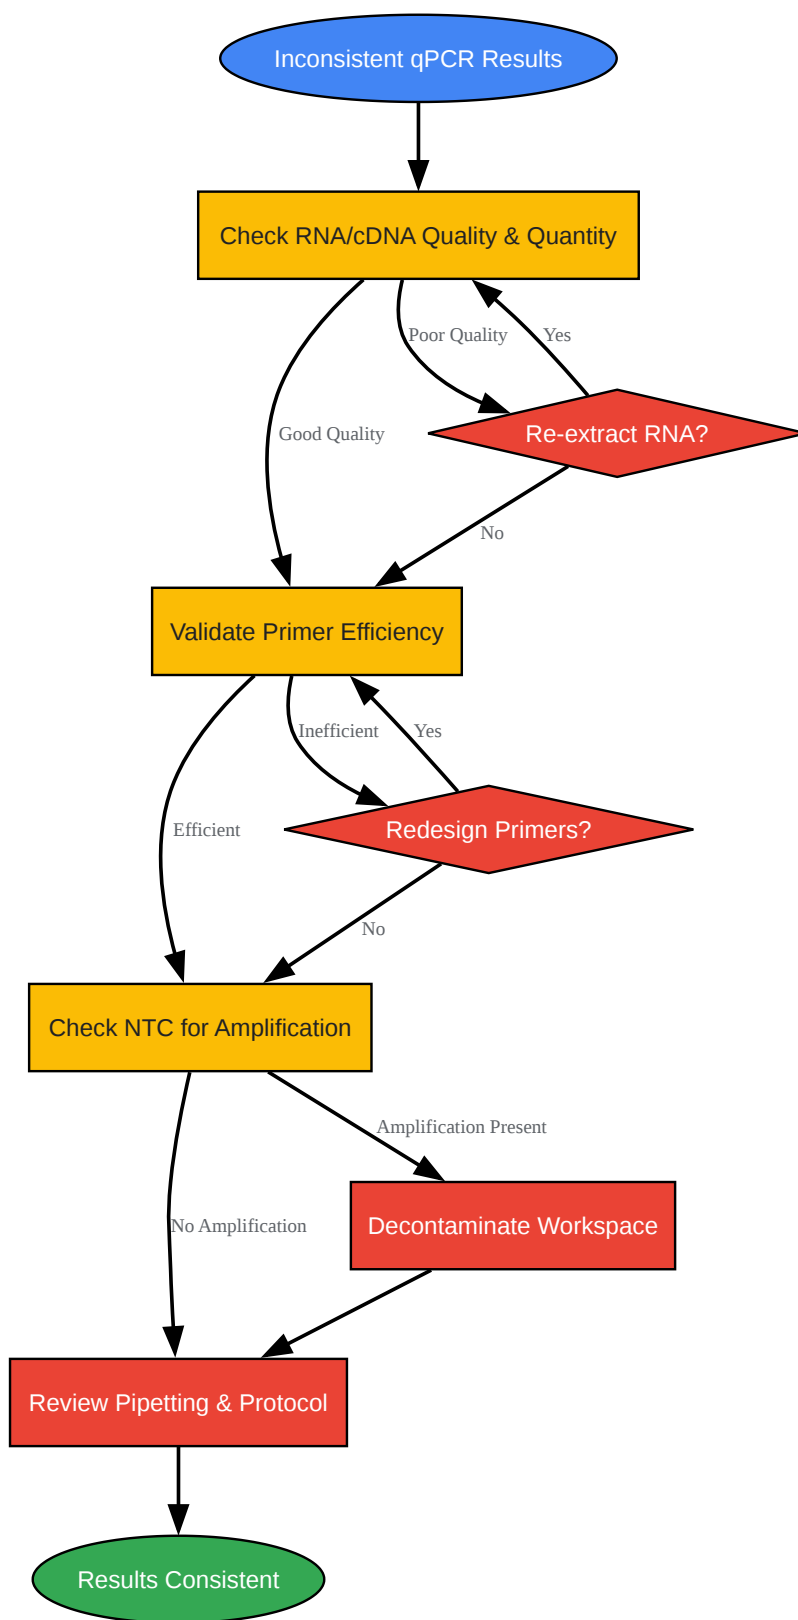 Inconsistent qPCR Results
Check RNA/cDNA Quality & Quantity
Poor Quality
Yes
Good Quality
Re-extract RNA?
No
Validate Primer Efficiency
Inefficient
Yes
Efficient
Redesign Primers?
No
Check NTC for Amplification
Amplification Present
No Amplification
Decontaminate Workspace
Review Pipetting & Protocol
Results Consistent